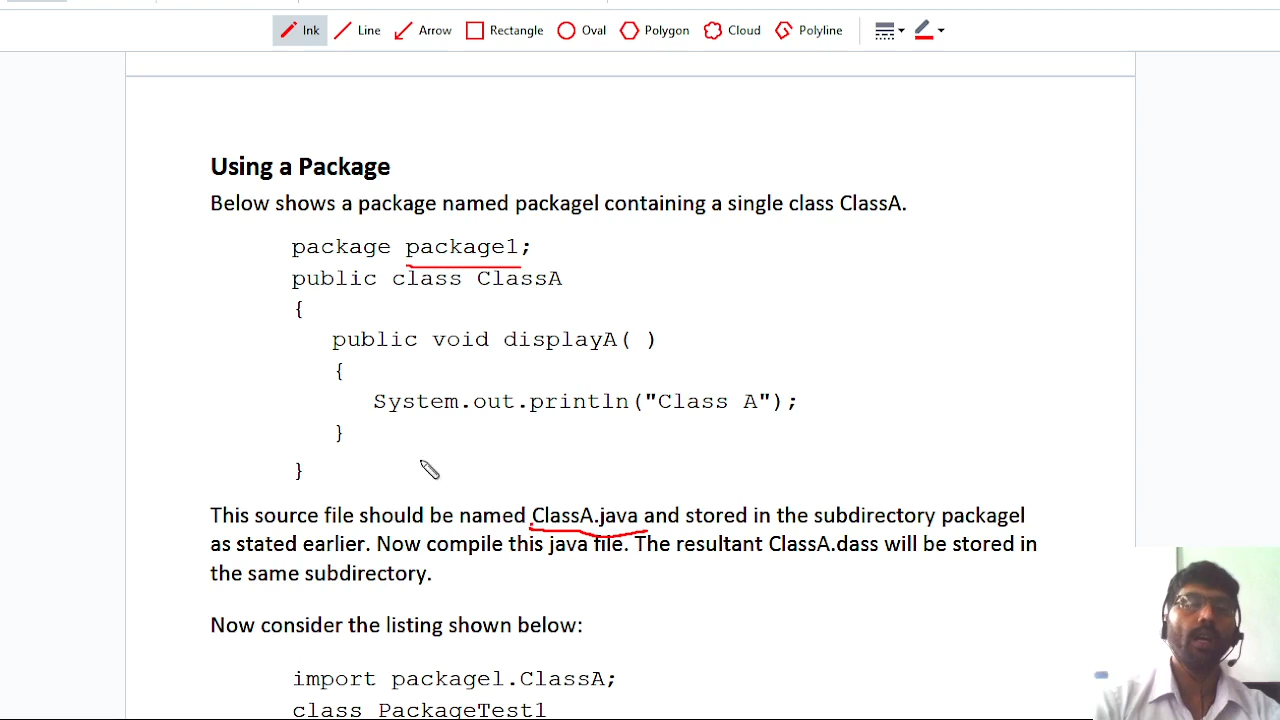 Ink Line Arrow Rectangle Oval Polygon Cloud Polyline
Using a Package
Below shows a package named packagel containing a single class ClassA.
package package1;
public class ClassA
{
public void displayA( )
{
System.out.println("Class A");
}
}
This source file should be named ClassA.java and stored in the subdirectory packagel
as stated earlier. Now compile this java file. The resultant ClassA.dass will be stored in
the same subdirectory.
Now consider the listing shown below:
import packagel.ClassA;
class PackageTest1